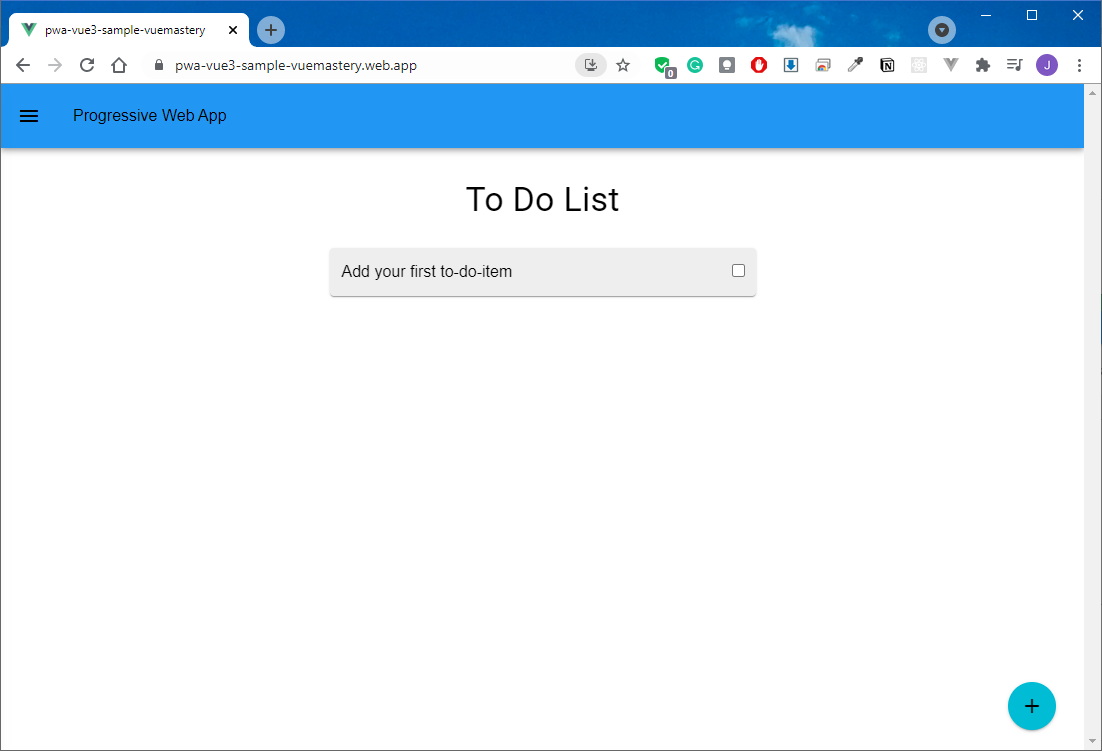 pwa-vue3-sample-vuemastery
pwa-vue3-sample-vuemastery.web.app
0
J
Progressive Web App
To Do List
Add your first to-do-item